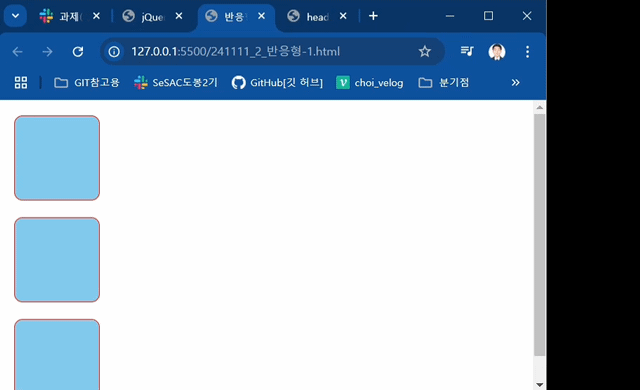 과제( jQuer 반응형 head
127.0.0.1:5500/241111_2_반응형-1.html
GIT참고용 SeSAC도봉2기 GitHub[깃 허브] choi_velog 분기점